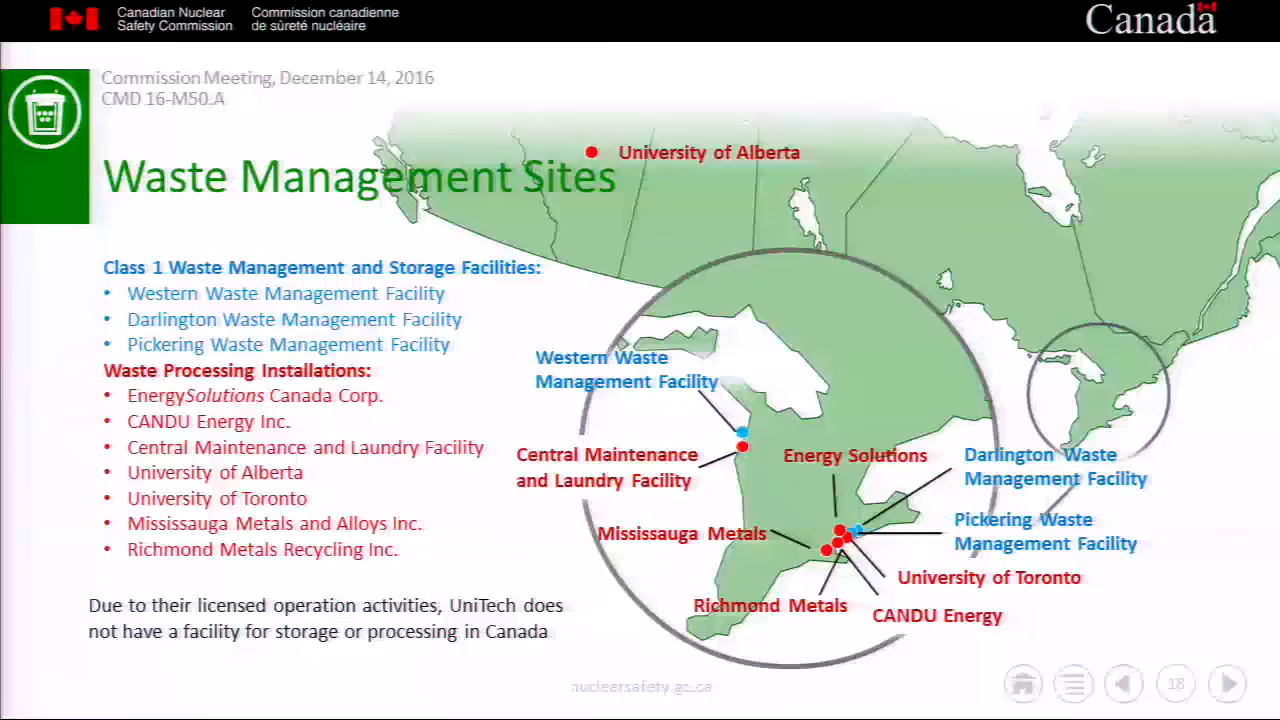 Canadian Nuclear Safety Commission
Commission canadienne de sûreté nucléaire
Canada
Commission Meeting, December 14, 2016
CMD 16-M50.A
Waste Management Sites
University of Alberta
Class 1 Waste Management and Storage Facilities:
• Western Waste Management Facility
• Darlington Waste Management Facility
• Pickering Waste Management Facility
Waste Processing Installations:
• EnergySolutions Canada Corp.
• CANDU Energy Inc.
• Central Maintenance and Laundry Facility
• University of Alberta
• University of Toronto
• Mississauga Metals and Alloys Inc.
• Richmond Metals Recycling Inc.
Due to their licensed operation activities, UniTech does
not have a facility for storage or processing in Canada
Western Waste
Management Facility
Central Maintenance
and Laundry Facility
Energy Solutions
Darlington Waste
Management Facility
Mississauga Metals
Pickering Waste
Management Facility
University of Toronto
Richmond Metals
CANDU Energy
nuclearsafety.gc.ca
18